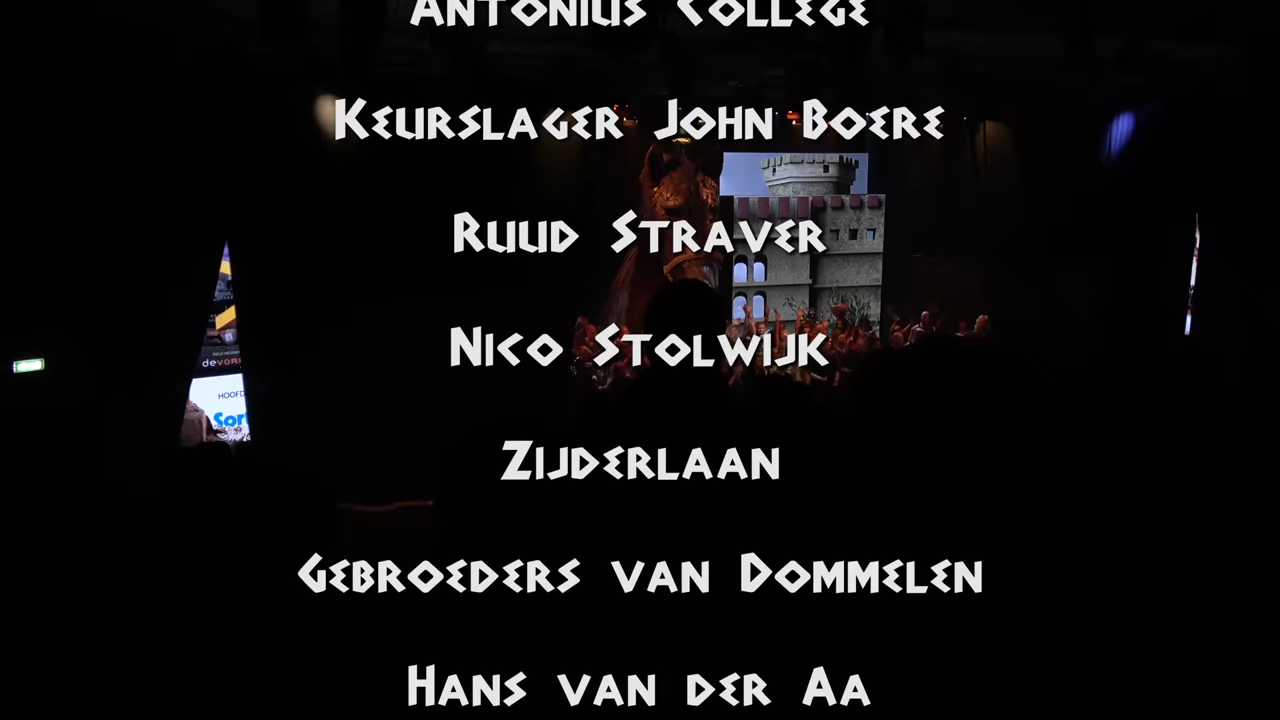 ANTONIUS COLLEGE
KEURSLAGER JOHN BOERE
RUUD STRAVER
NICO STOLWIJK
ZIJDERLAAN
GEBROEDERS VAN DOMMELEN
HANS VAN DER AA